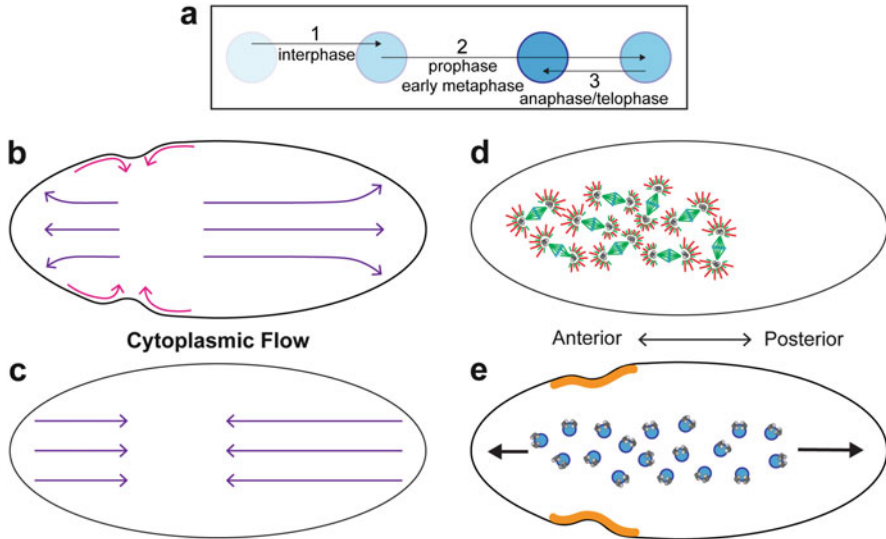 a
1
2
3
interphase
prophase
early metaphase
anaphase/telophase
b
d
Cytoplasmic Flow
Anterior
Posterior
c
e